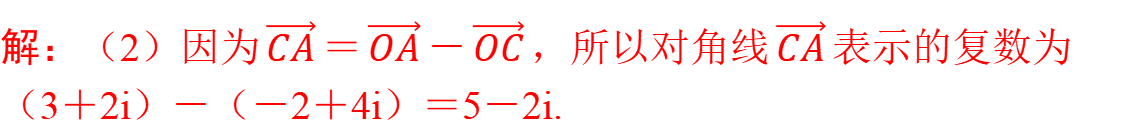 解：（2）因为$\overrightarrow{CA}=\overrightarrow{OA}-\overrightarrow{OC}$，所以对角线$\overrightarrow{CA}$表示的复数为
（3＋2i）－（－2＋4i）＝5－2i.